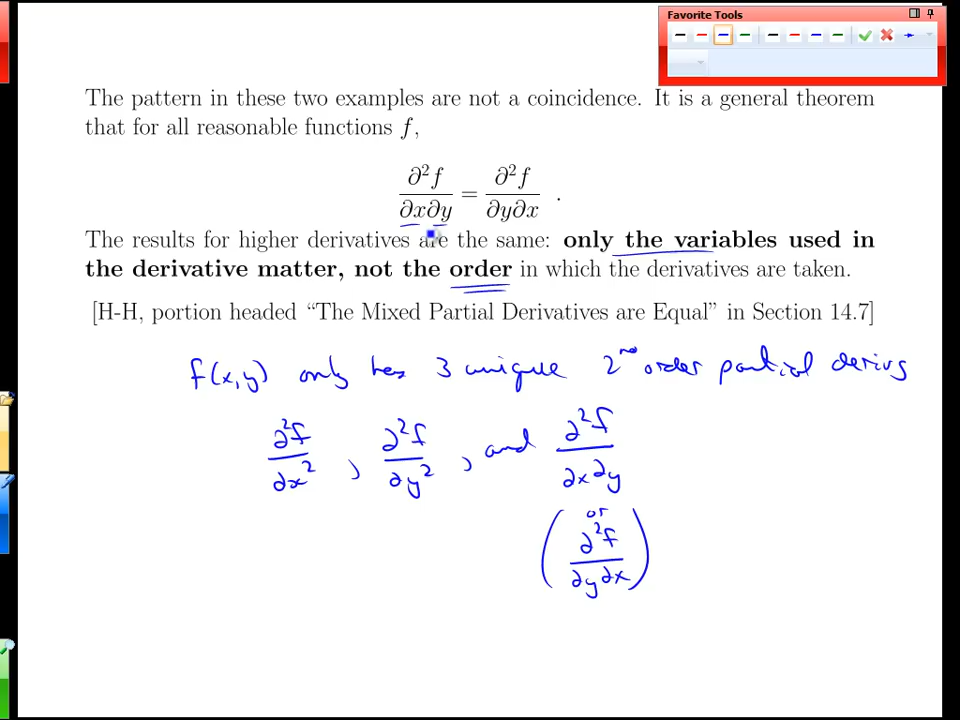 Favorite Tools
The pattern in these two examples are not a coincidence. It is a general theorem
that for all reasonable functions f,
∂²f/∂x∂y = ∂²f/∂y∂x .
The results for higher derivatives are the same: only the variables used in
the derivative matter, not the order in which the derivatives are taken.
[H-H, portion headed “The Mixed Partial Derivatives are Equal” in Section 14.7]
f(x,y) only has 3 unique 2nd order partial derivs
∂²f/∂x² , ∂²f/∂y² , and ∂²f/∂x∂y
(or ∂²f/∂y∂x)